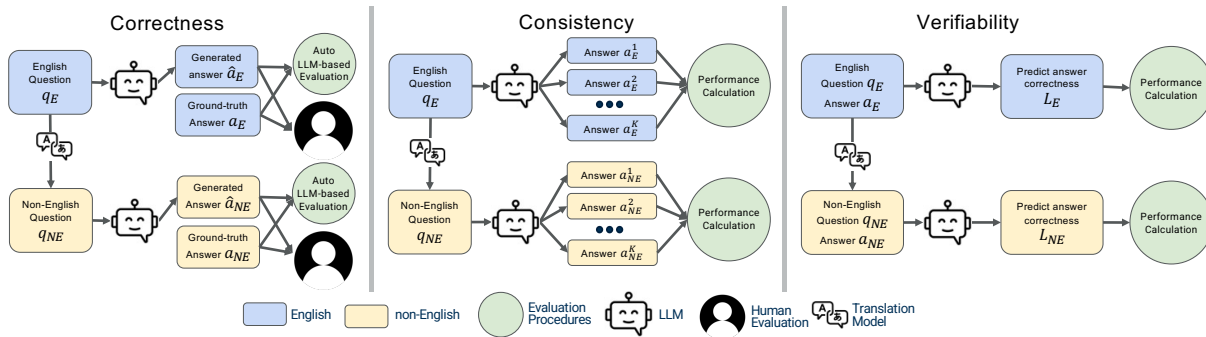 Correctness
English
Question
q_E
Generated
answer â_E
Ground-truth
Answer a_E
Auto
LLM-based
Evaluation
A あ
Non-English
Question
q_NE
Generated
Answer â_NE
Ground-truth
Answer a_NE
Auto
LLM-based
Evaluation
Consistency
English
Question
q_E
Answer a_E^1
Answer a_E^2
Answer a_E^K
Performance
Calculation
A あ
Non-English
Question
q_NE
Answer a_NE^1
Answer a_NE^2
Answer a_NE^K
Performance
Calculation
Verifiability
English
Question q_E
Answer a_E
Predict answer
correctness
L_E
Performance
Calculation
A あ
Non-English
Question q_NE
Answer a_NE
Predict answer
correctness
L_NE
Performance
Calculation
English
non-English
Evaluation
Procedures
LLM
Human
Evaluation
A あ
Translation
Model